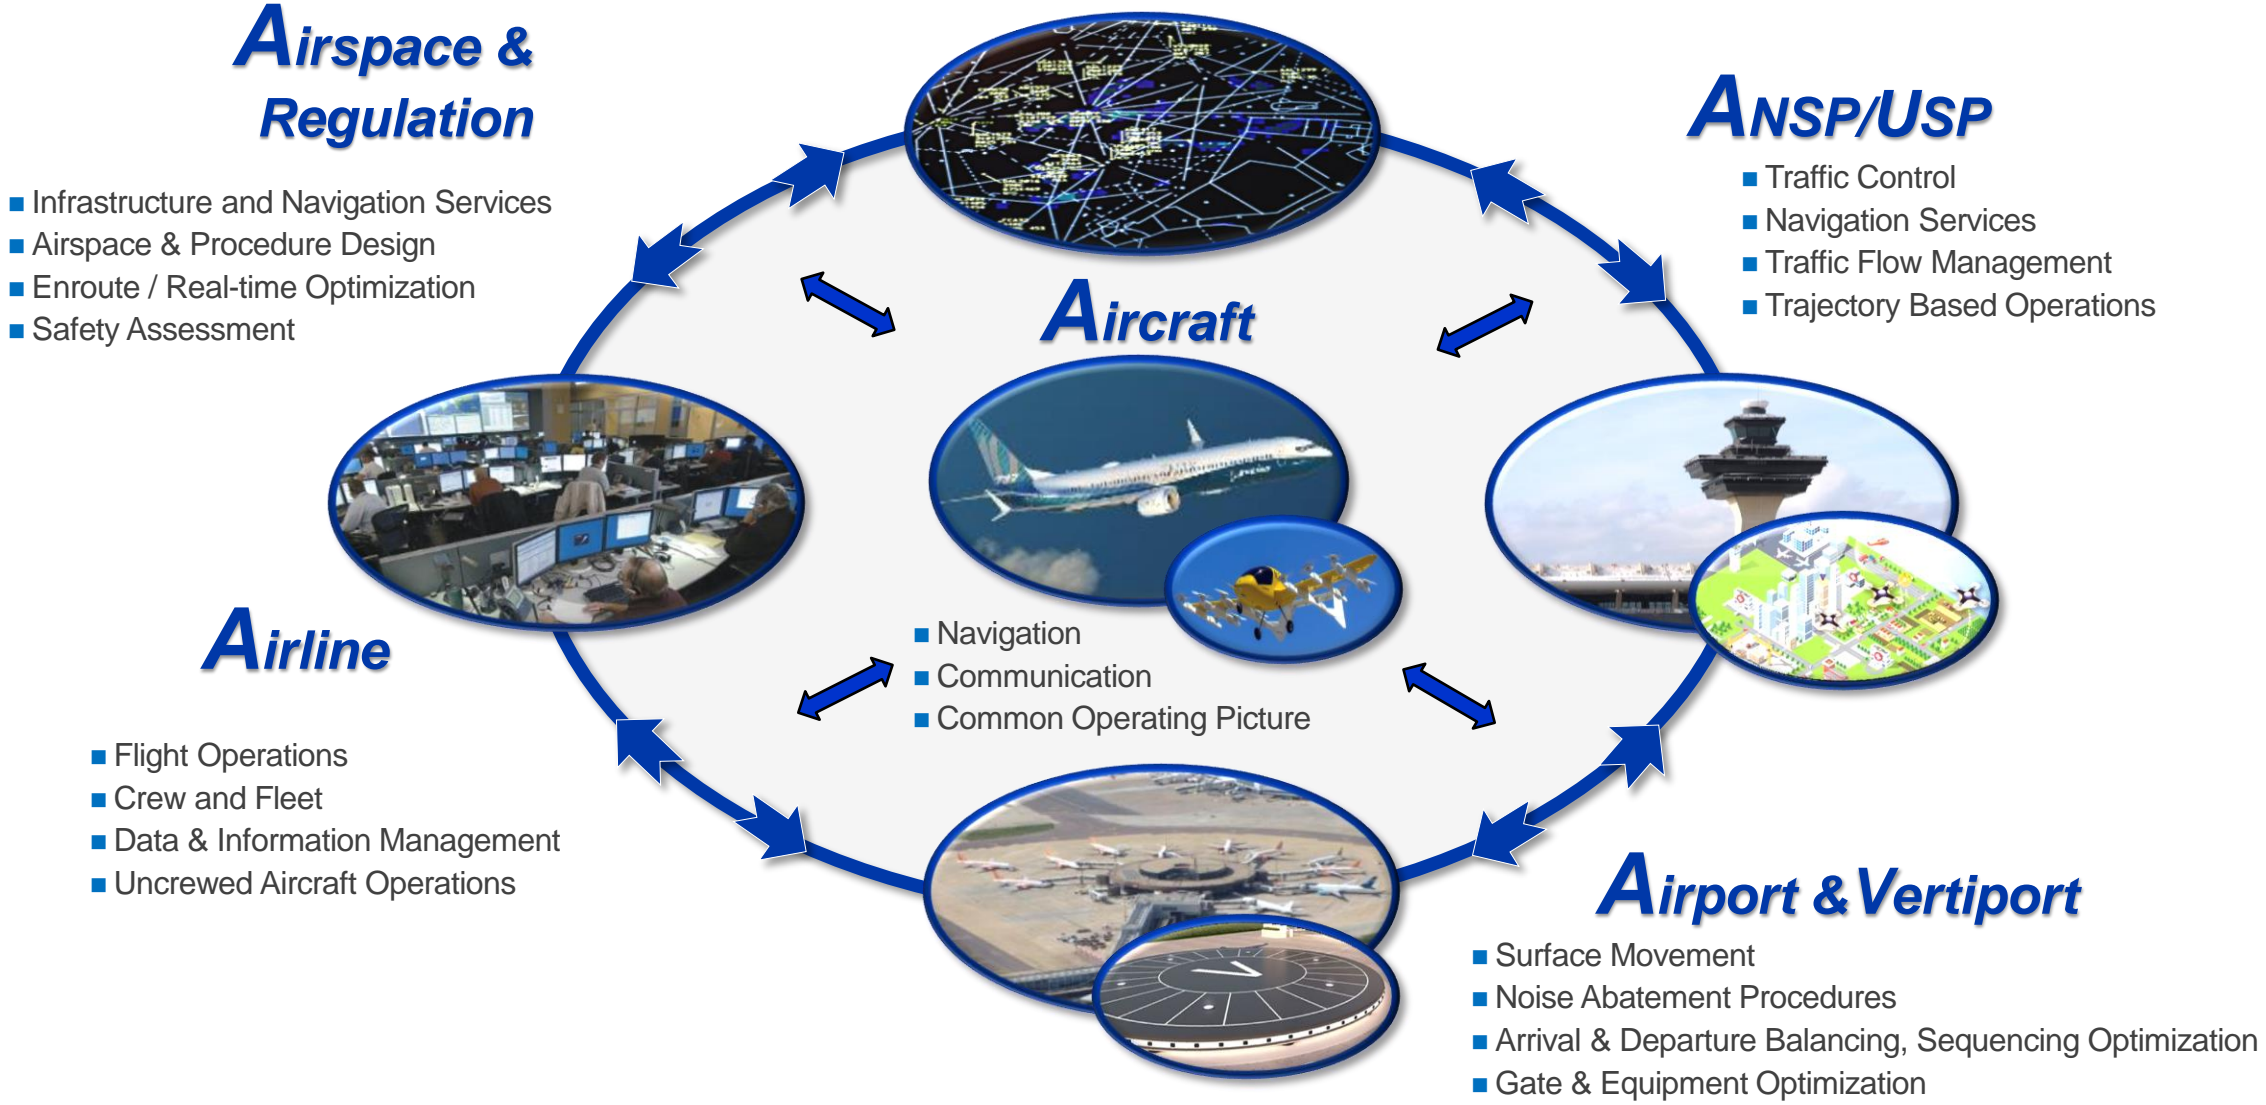 Airspace &
Regulation
Infrastructure and Navigation Services
Airspace & Procedure Design
Enroute / Real-time Optimization
Safety Assessment
ANSP/USP
Traffic Control
Navigation Services
Traffic Flow Management
Trajectory Based Operations
Aircraft
Navigation
Communication
Common Operating Picture
Airline
Flight Operations
Crew and Fleet
Data & Information Management
Uncrewed Aircraft Operations
Airport &Vertiport
Surface Movement
Noise Abatement Procedures
Arrival & Departure Balancing, Sequencing Optimization
Gate & Equipment Optimization
V